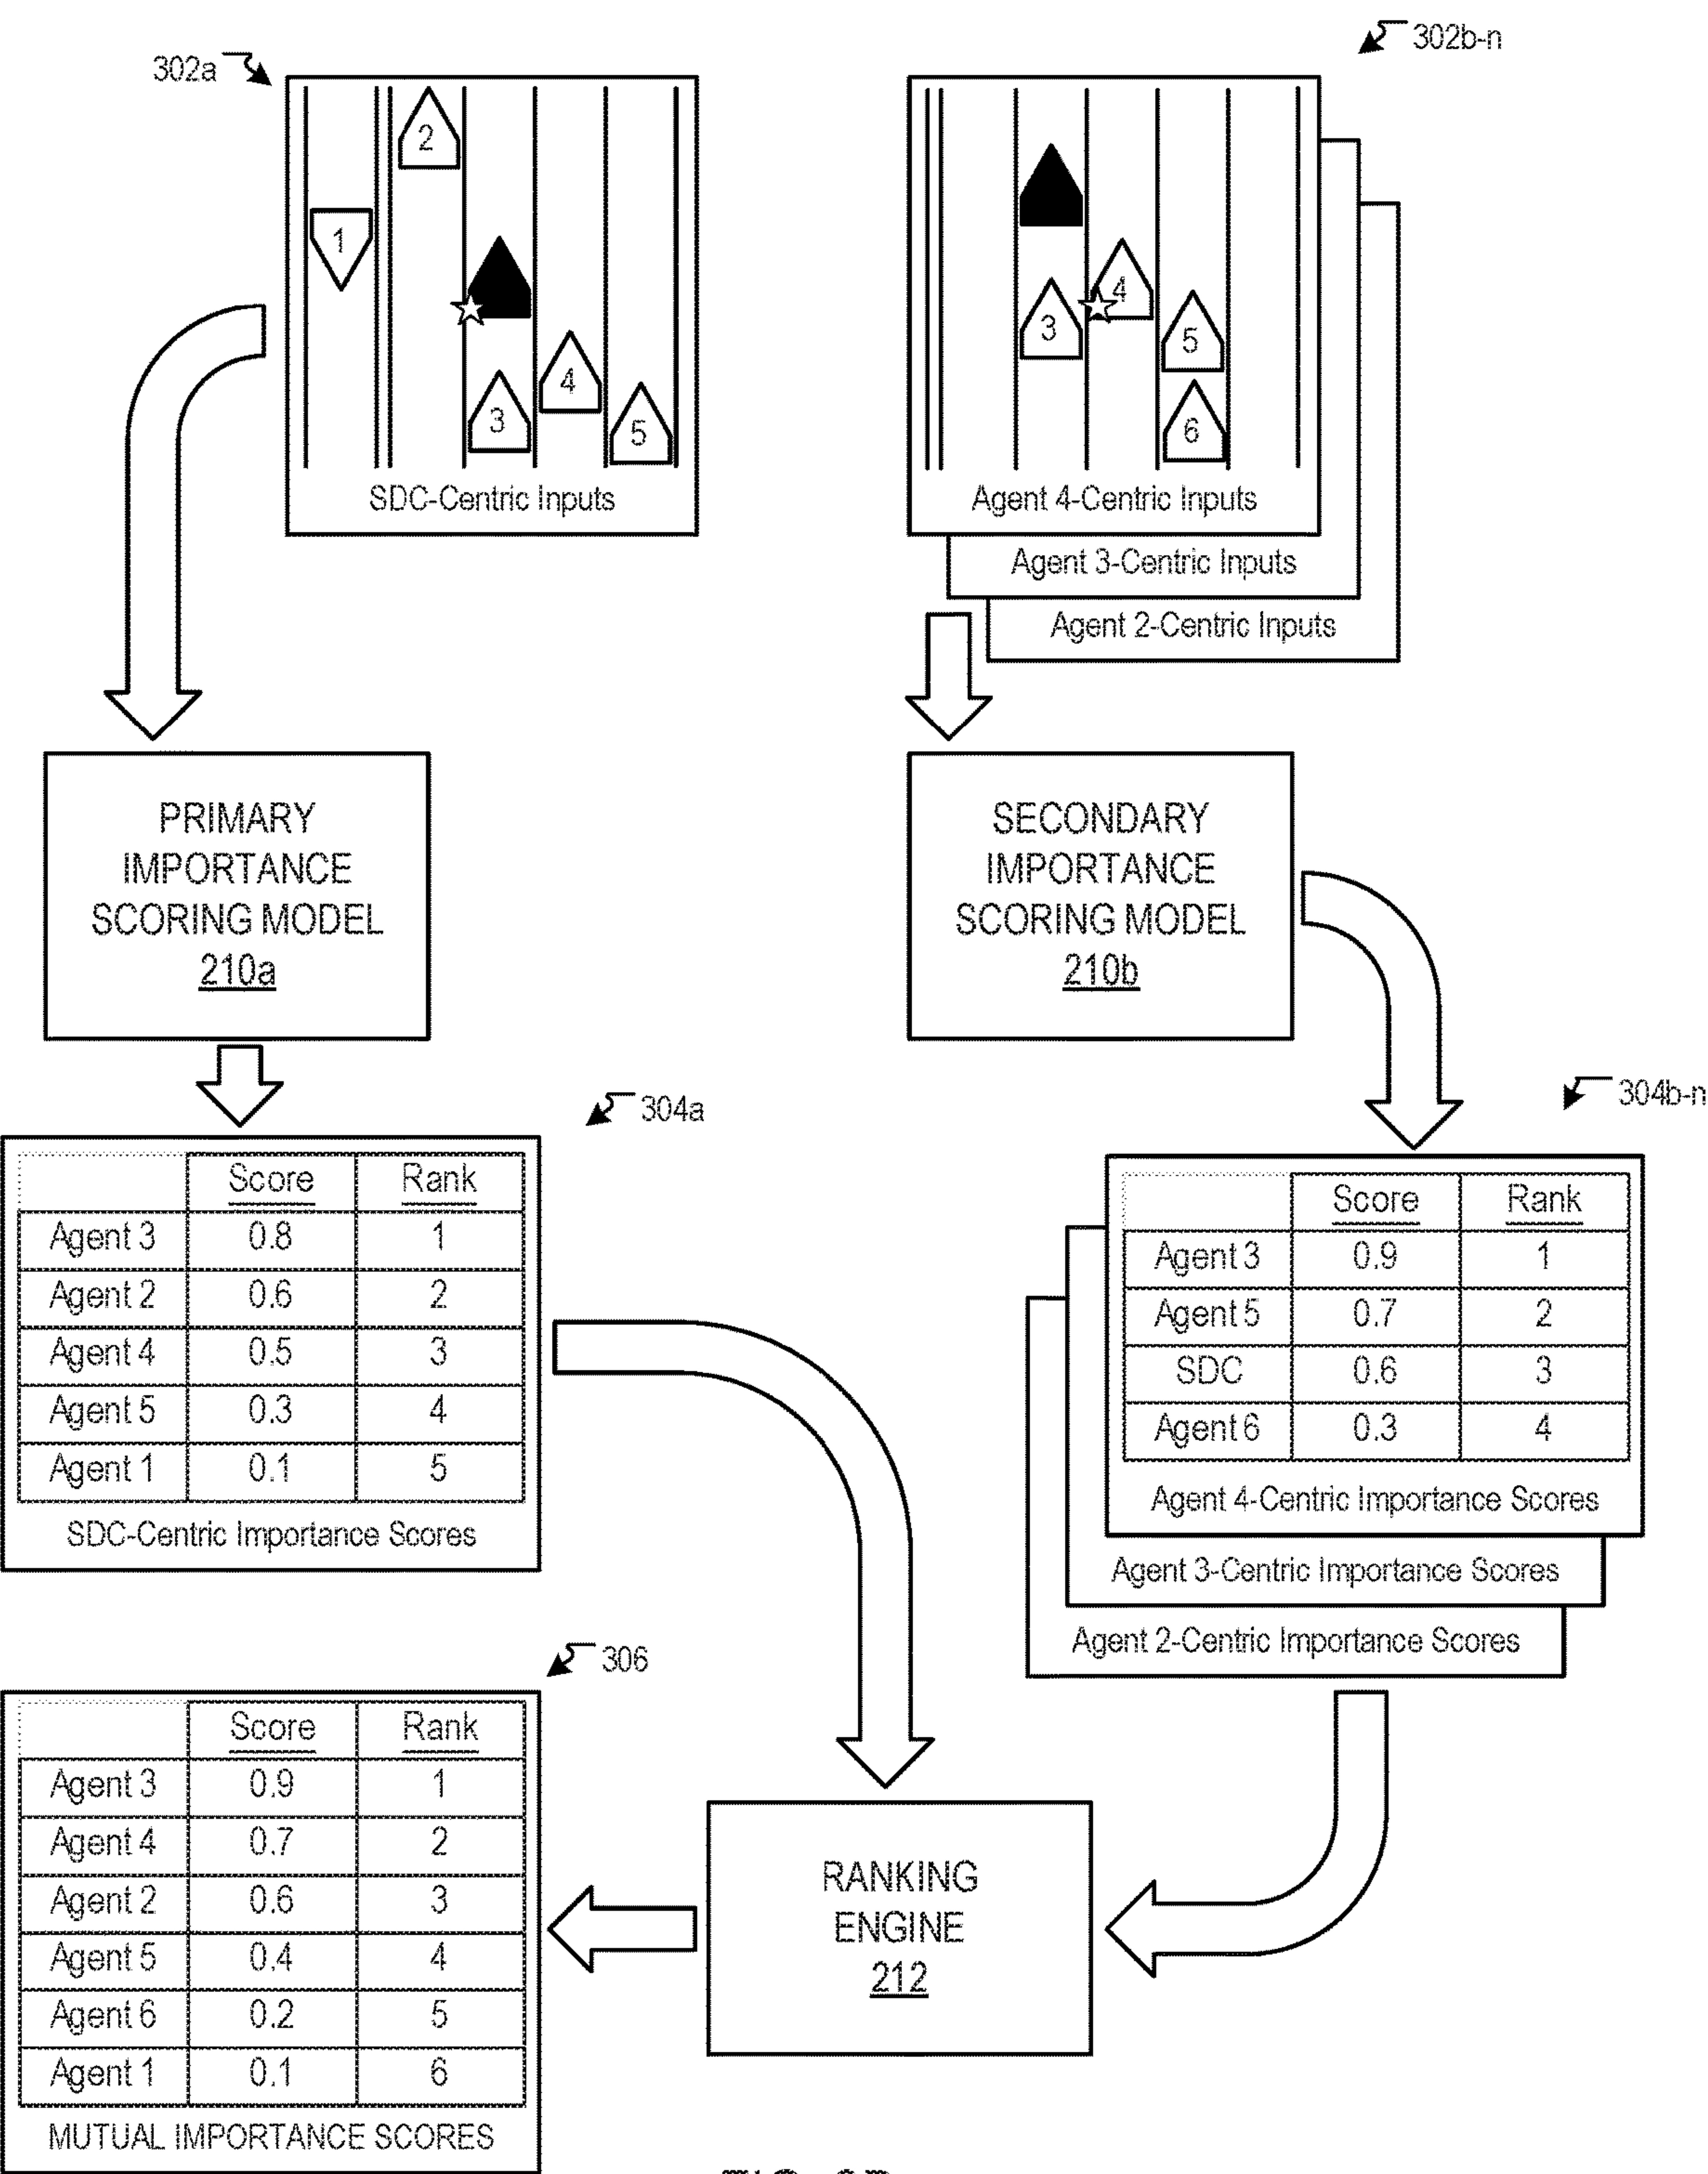 302a
302b-n
2
1
3
4
5
SDC-Centric Inputs
4
3
5
6
Agent 4-Centric Inputs
Agent 3-Centric Inputs
Agent 2-Centric Inputs
PRIMARY
IMPORTANCE
SCORING MODEL
210a
SECONDARY
IMPORTANCE
SCORING MODEL
210b
304a
Score Rank
Agent 3 0.8 1
Agent 2 0.6 2
Agent 4 0.5 3
Agent 5 0.3 4
Agent 1 0.1 5
SDC-Centric Importance Scores
304b-n
Score Rank
Agent 3 0.9 1
Agent 5 0.7 2
SDC 0.6 3
Agent 6 0.3 4
Agent 4-Centric Importance Scores
Agent 3-Centric Importance Scores
Agent 2-Centric Importance Scores
306
Score Rank
Agent 3 0.9 1
Agent 4 0.7 2
Agent 2 0.6 3
Agent 5 0.4 4
Agent 6 0.2 5
Agent 1 0.1 6
MUTUAL IMPORTANCE SCORES
RANKING
ENGINE
212